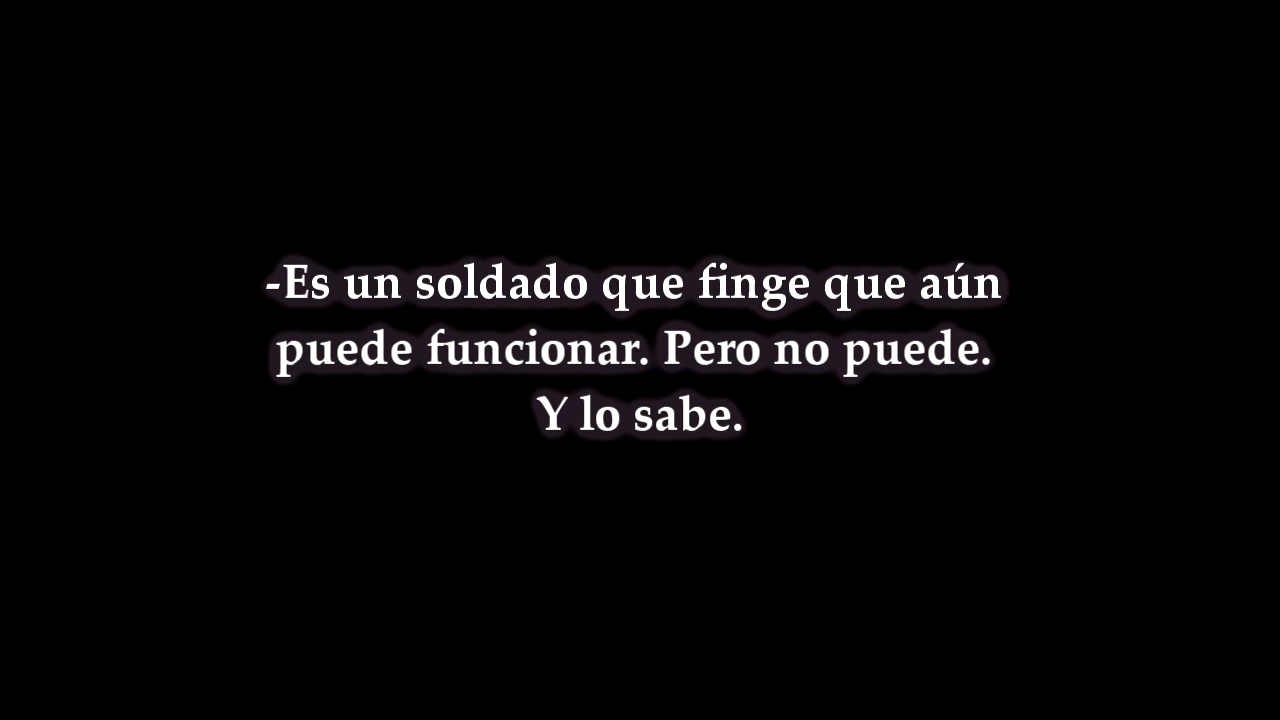 -Es un soldado que finge que aún
puede funcionar. Pero no puede.
Y lo sabe.